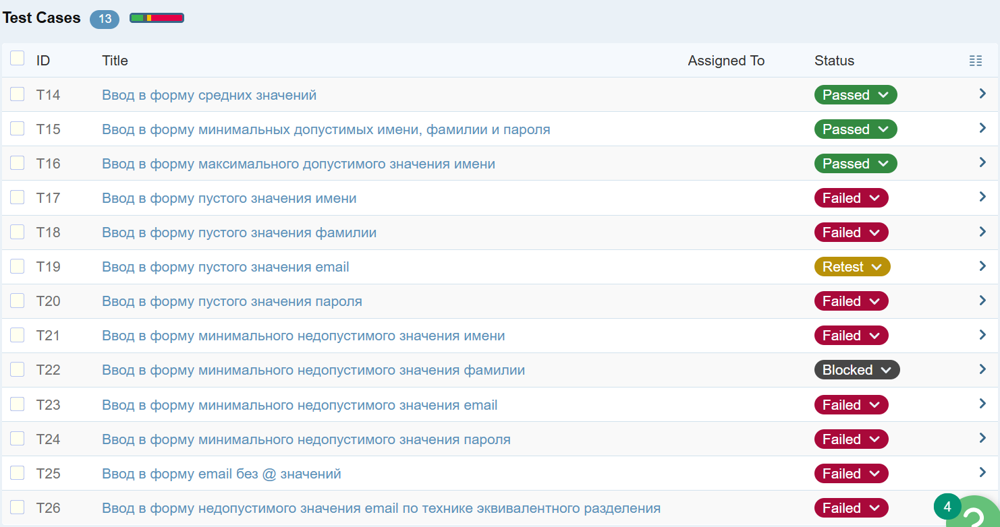 Test Cases 13
ID Title Assigned To Status
T14 Ввод в форму средних значений Passed
T15 Ввод в форму минимальных допустимых имени, фамилии и пароля Passed
T16 Ввод в форму максимального допустимого значения имени Passed
T17 Ввод в форму пустого значения имени Failed
T18 Ввод в форму пустого значения фамилии Failed
T19 Ввод в форму пустого значения email Retest
T20 Ввод в форму пустого значения пароля Failed
T21 Ввод в форму минимального недопустимого значения имени Failed
T22 Ввод в форму минимального недопустимого значения фамилии Blocked
T23 Ввод в форму минимального недопустимого значения email Failed
T24 Ввод в форму минимального недопустимого значения пароля Failed
T25 Ввод в форму email без @ значений Failed
T26 Ввод в форму недопустимого значения email по технике эквивалентного разделения Failed
4
?